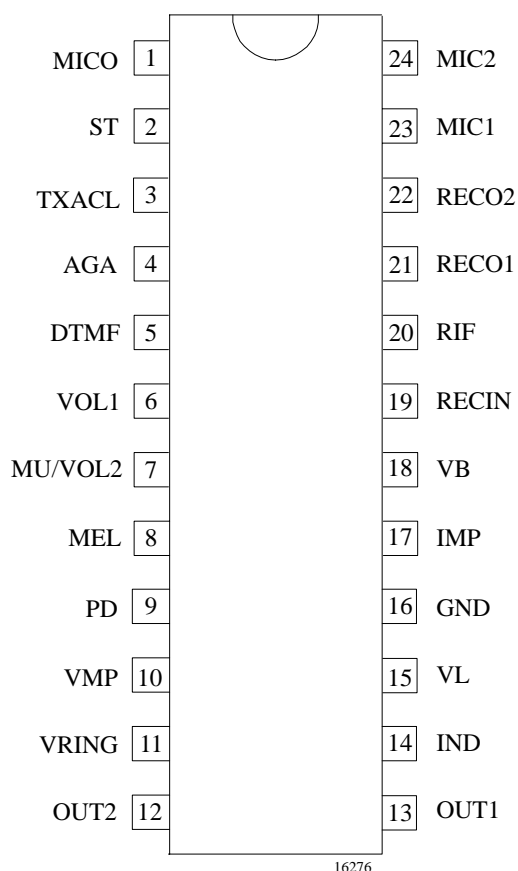 MICO 1 24 MIC2
ST 2 23 MIC1
TXACL 3 22 RECO2
AGA 4 21 RECO1
DTMF 5 20 RIF
VOL1 6 19 RECIN
MU/VOL2 7 18 VB
MEL 8 17 IMP
PD 9 16 GND
VMP 10 15 VL
VRING 11 14 IND
OUT2 12 13 OUT1
16276